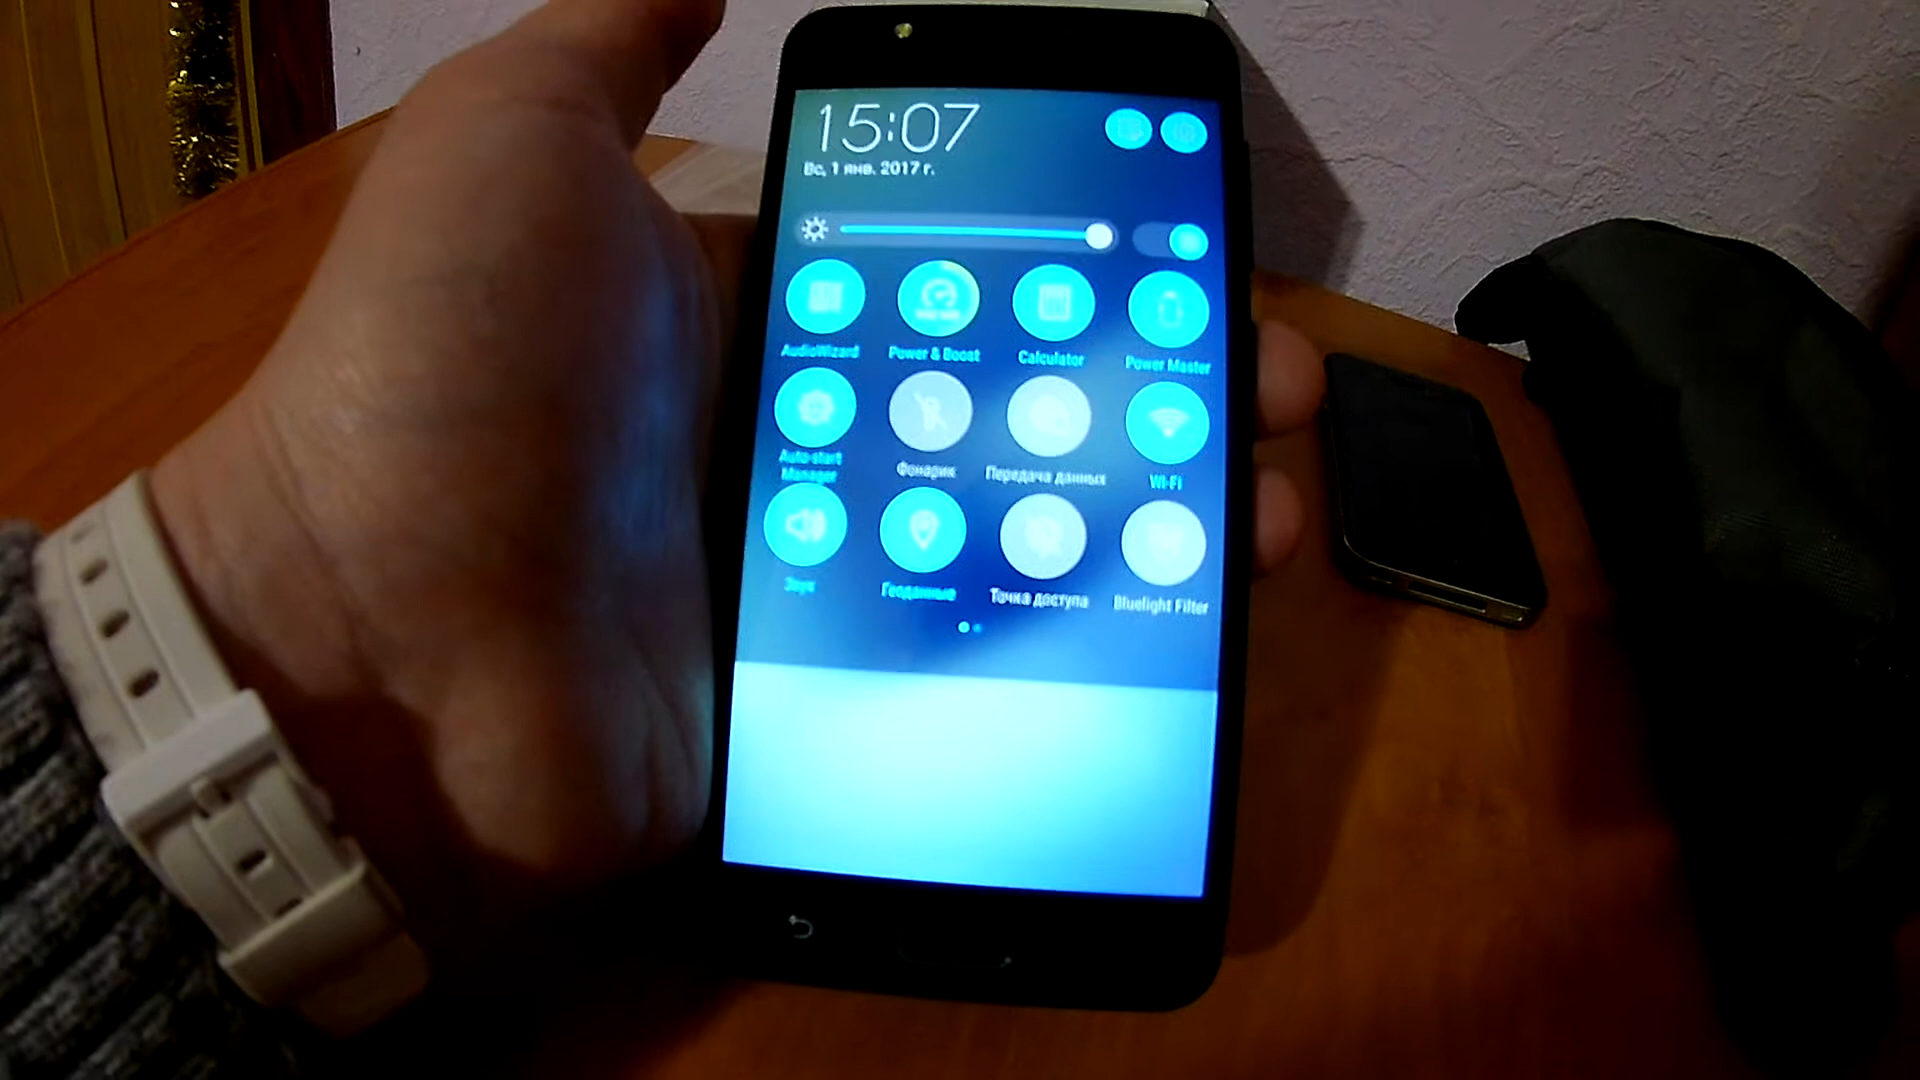 15:07
Вс, 1 янв. 2017 г.
AudioWizard
Power & Boost
Calculator
Power Master
Auto-start
Manager
Фонарик
Передача данных
Wi-Fi
Звук
Геоданные
Точка доступа
Bluelight Filter